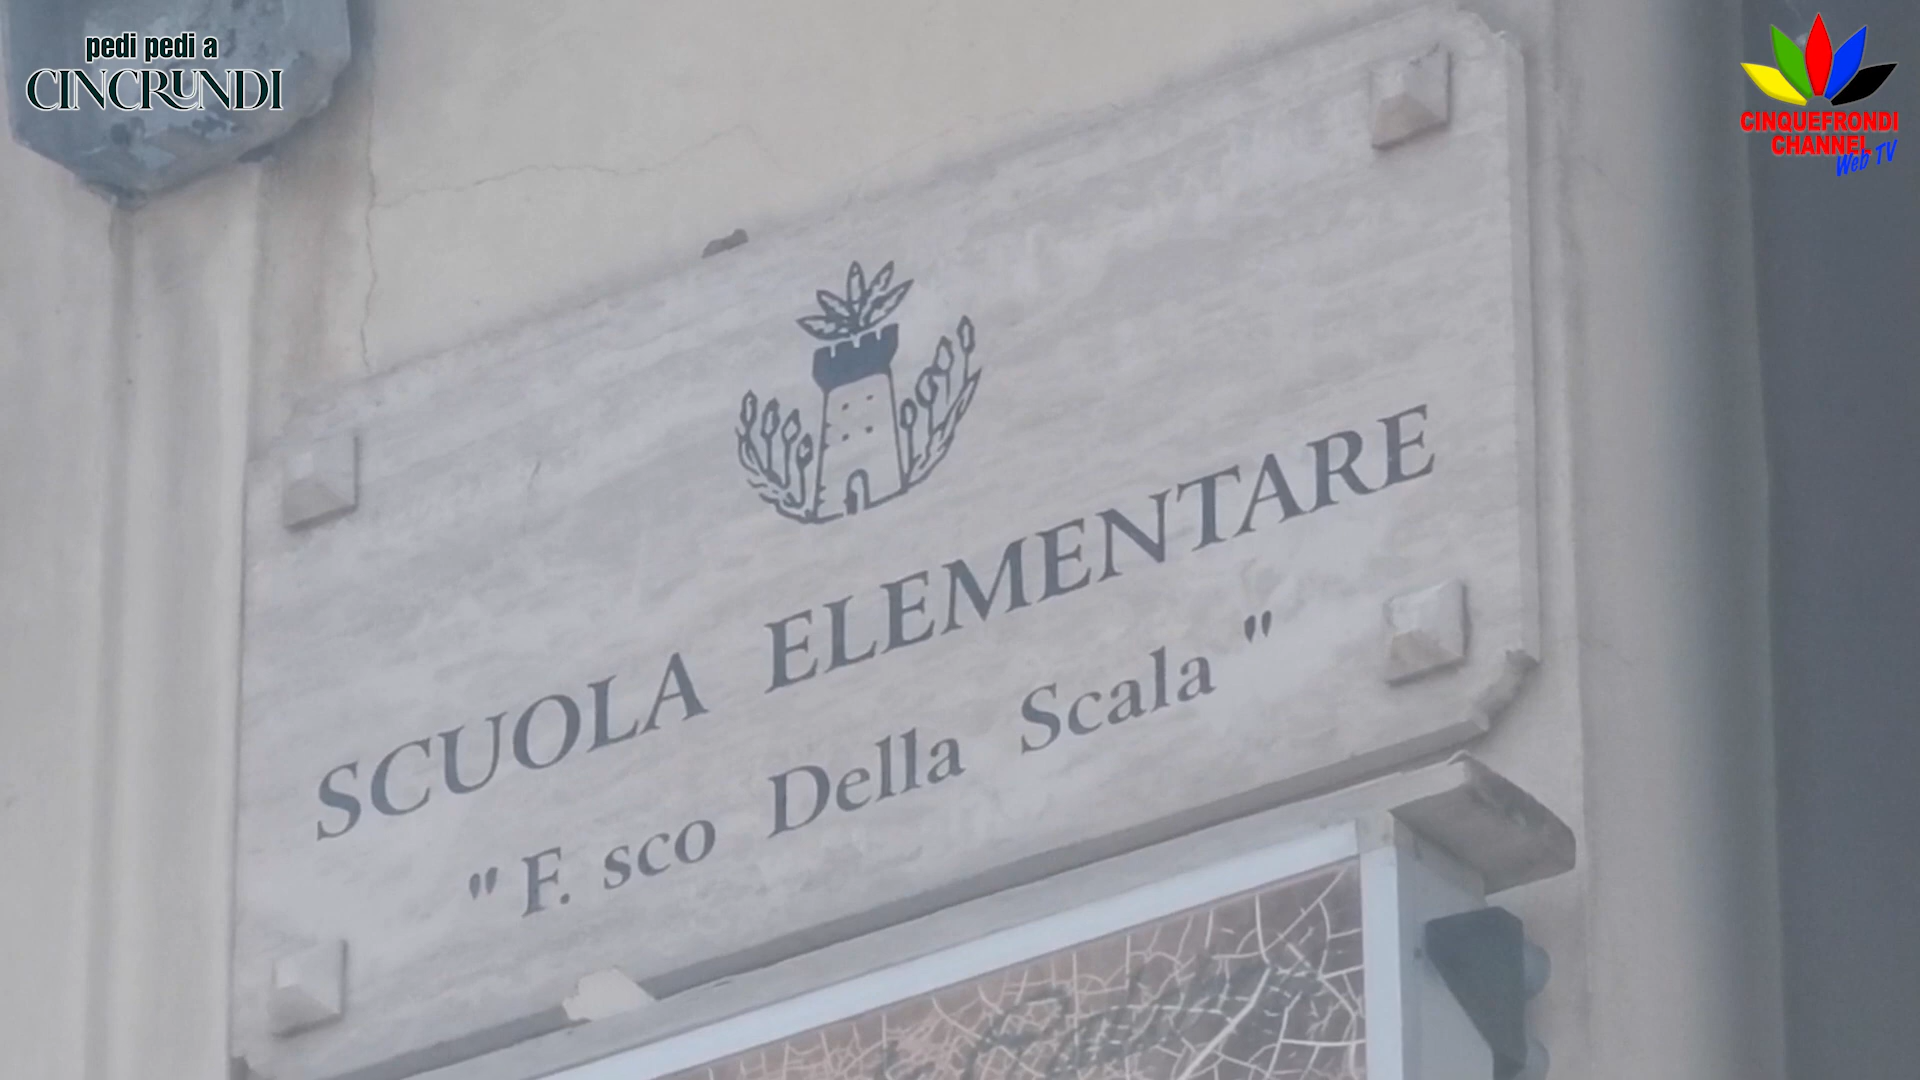 pedi pedi a
CINCRUNDI
CINQUEFRONDI
CHANNEL
Web TV
SCUOLA ELEMENTARE
"F. sco Della Scala"